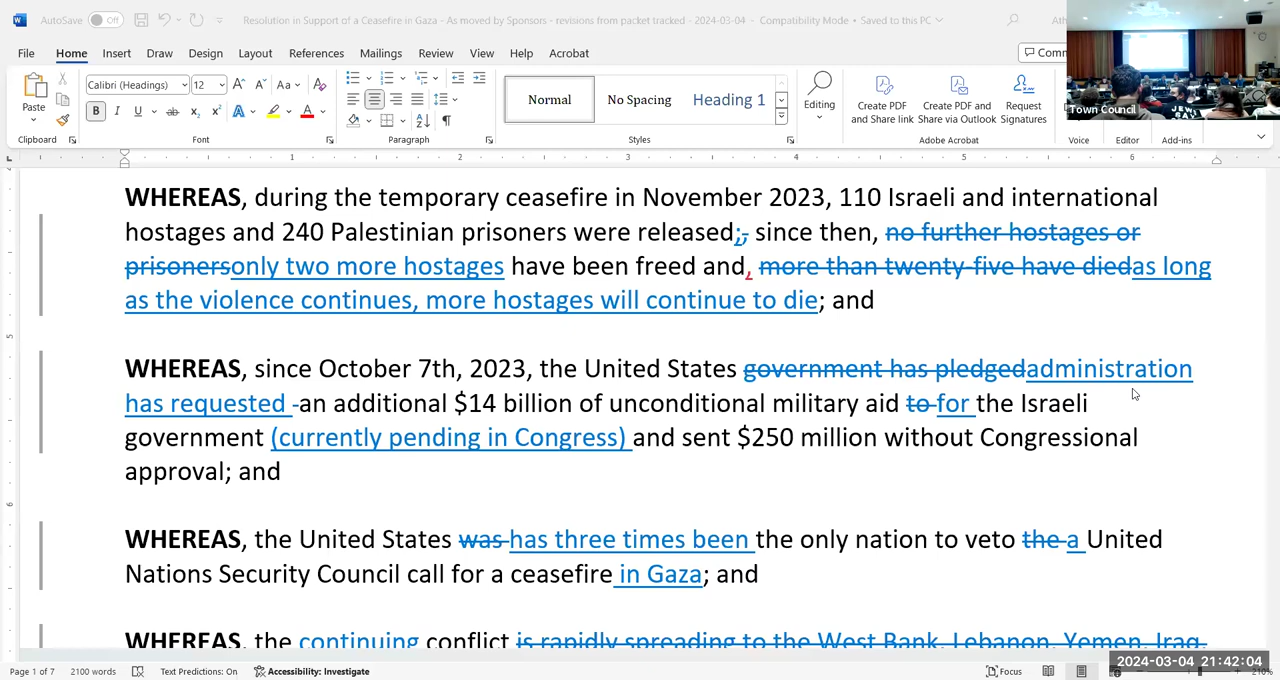 AutoSave Off Resolution in Support of a Ceasefire in Gaza - As moved by Sponsors - revisions from packet tracked - 2024-03-04 - Compatibility Mode • Saved to this PC
File Home Insert Draw Design Layout References Mailings Review View Help Acrobat
Town Council
Paste
Calibri (Headings) 12
Normal No Spacing Heading 1
Editing
Create PDF and Share link
Create PDF and Share via Outlook
Request Signatures
Clipboard Font Paragraph Styles Adobe Acrobat Voice Editor Add-ins
1 2 3 4 5 6
WHEREAS, during the temporary ceasefire in November 2023, 110 Israeli and international
hostages and 240 Palestinian prisoners were released;, since then, no further hostages or
prisonersonly two more hostages have been freed and, more than twenty-five have diedas long
as the violence continues, more hostages will continue to die; and
WHEREAS, since October 7th, 2023, the United States government has pledgedadministration
has requested -an additional $14 billion of unconditional military aid to for the Israeli
government (currently pending in Congress) and sent $250 million without Congressional
approval; and
WHEREAS, the United States was has three times been the only nation to veto the a United
Nations Security Council call for a ceasefire in Gaza; and
WHEREAS, the continuing conflict is rapidly spreading to the West Bank, Lebanon, Yemen, Iraq,
Page 1 of 7 2100 words Text Predictions: On Accessibility: Investigate Focus
2024-03-04 21:42:04